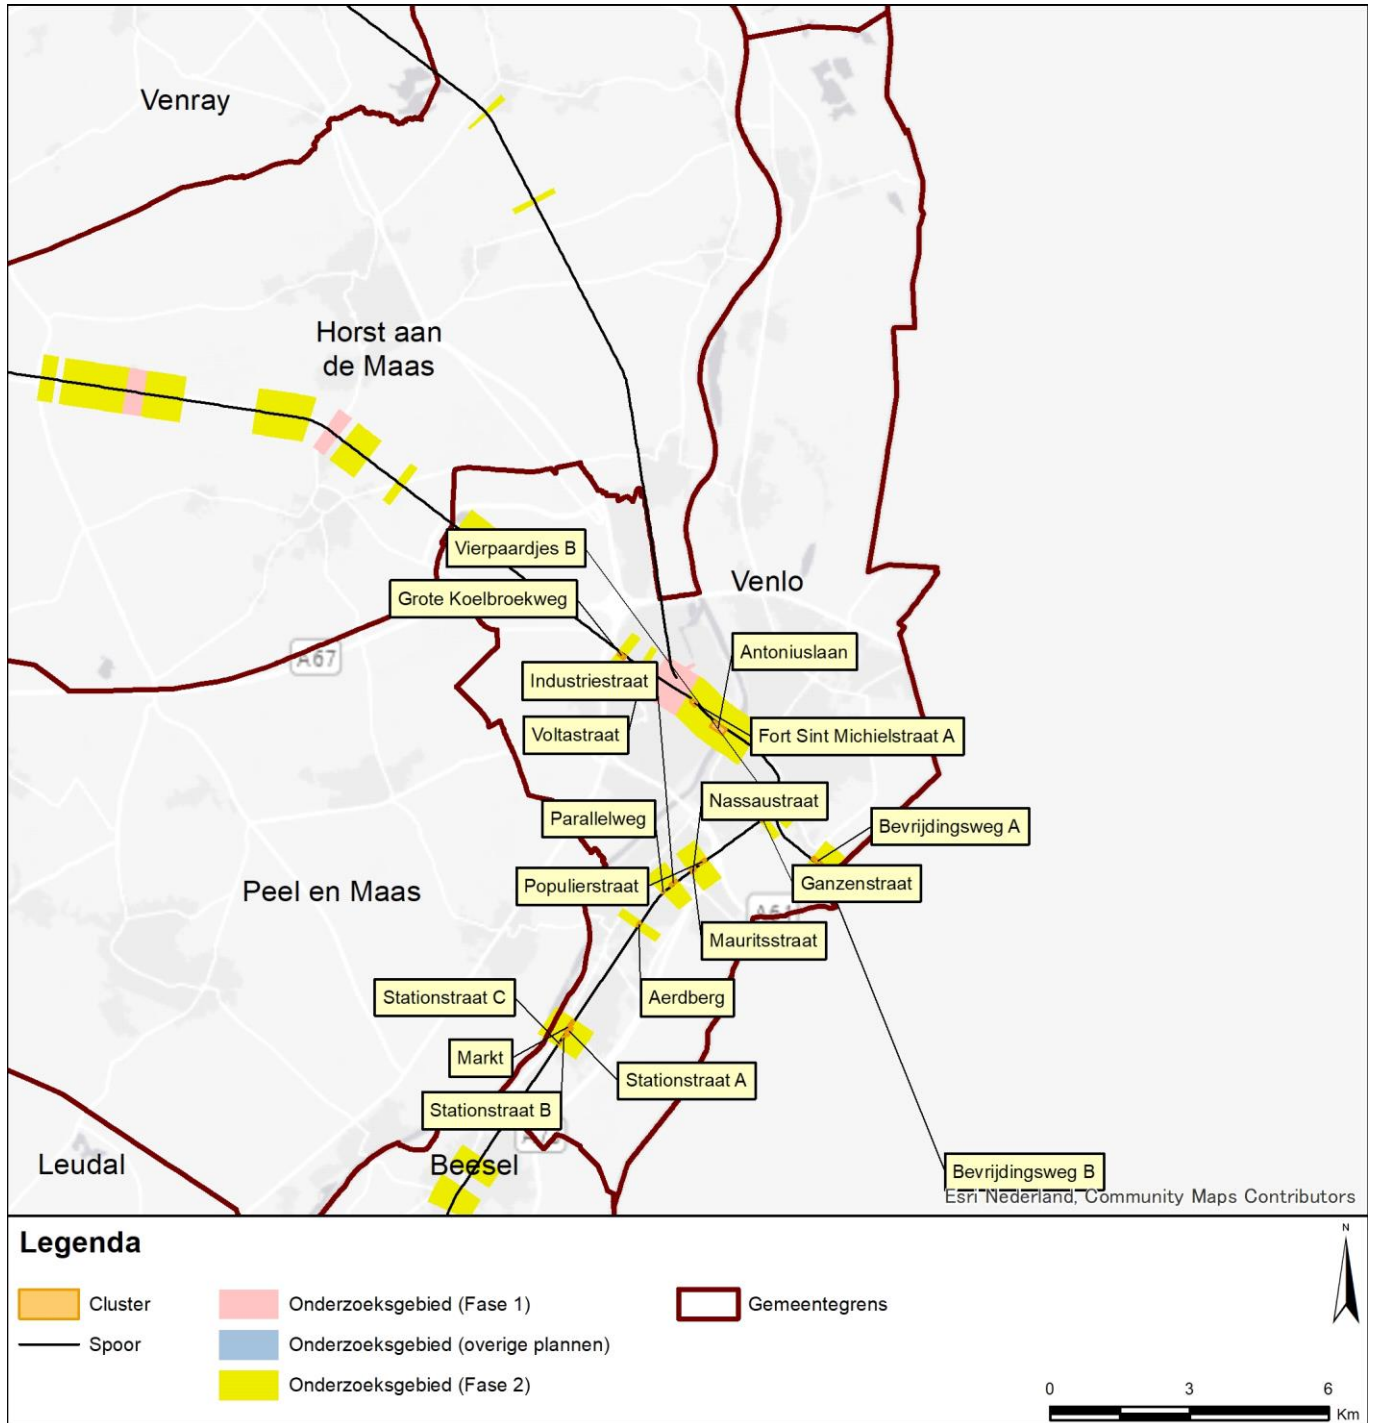 Venray
Horst aan
de Maas
Vierpaardjes B
Venlo
Grote Koelbroekweg
A67
Antoniuslaan
Industriestraat
Voltastraat
Fort Sint Michielstraat A
Nassaustraat
Parallelweg
Bevrijdingsweg A
Peel en Maas
Populierstraat
Ganzenstraat
Mauritsstraat
Stationstraat C
Aerdberg
Markt
Stationstraat A
Stationstraat B
Leudal
Beesel
Bevrijdingsweg B
Esri Nederland, Community Maps Contributors
Legenda
N
Cluster
Onderzoeksgebied (Fase 1)
Gemeentegrens
Spoor
Onderzoeksgebied (overige plannen)
Onderzoeksgebied (Fase 2)
0 3 6
Km